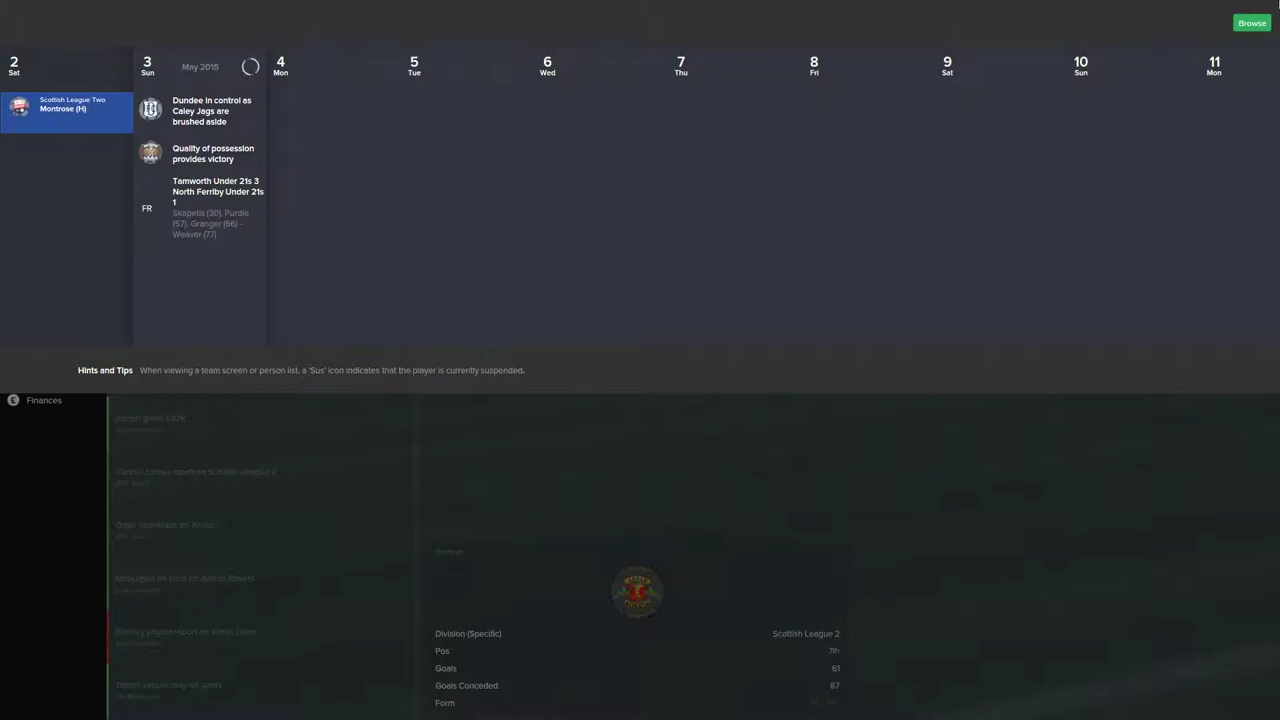 Browse
2
Sat
3
Sun
May 2015
4
Mon
5
Tue
6
Wed
7
Thu
8
Fri
9
Sat
10
Sun
11
Mon
Scottish League Two
Montrose (H)
Dundee in control as
Caley Jags are
brushed aside
Quality of possession
provides victory
FR
Tamworth Under 21s 3
North Ferriby Under 21s
1
Skapetis (30), Purdie
(57), Granger (66) -
Weaver (77)
Hints and Tips
When viewing a team screen or person list, a 'Sus' icon indicates that the player is currently suspended.
£ Finances
Division (Specific)
Scottish League 2
Pos
7th
Goals
61
Goals Conceded
87
Form